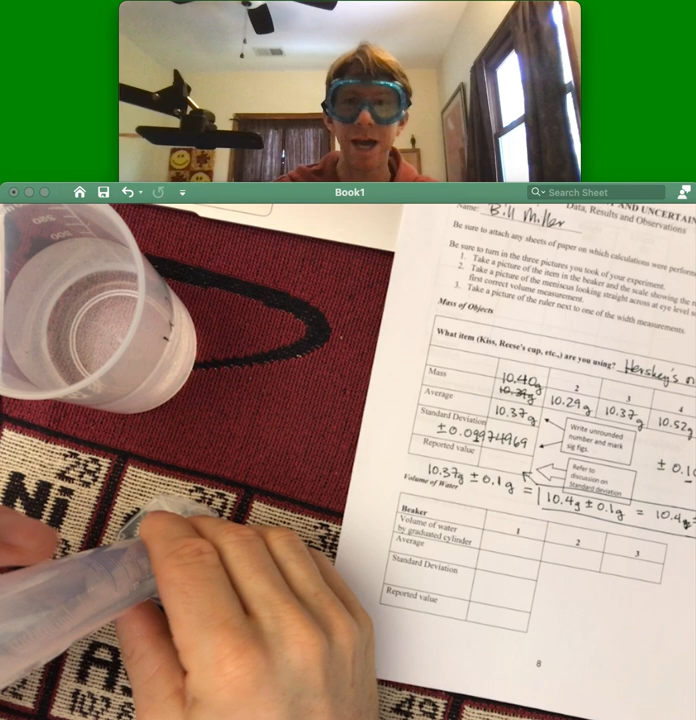 Book1
Search Sheet
AND UNCERTAIN
Data, Results and Observations
Name: Bill Miller
Be sure to attach any sheets of paper on which calculations were perform
Be sure to turn in the three pictures you took of your experiment.
1. Take a picture of the item in the beaker and the scale showing the
2. Take a picture of the meniscus looking straight across at eye level
first correct volume measurement.
3. Take a picture of the ruler next to one of the width measurements.
Mass of Objects
What item (Kiss, Reese's cup, etc.,) are you using? Hershey's
2 3 4
Mass 10.40g 10.29g 10.37g 10.52g
Average 10.37g
Write unrounded
number and mark
sig figs.
Standard Deviation
±0.09974969
± 0.1
Reported value
Refer to
discussion on
Standard deviation
10.37g ± 0.1g = 10.4g ± 0.1g = 10.4g
Volume of Water
Beaker 1 2 3
Volume of water
by graduated cylinder
Average
Standard Deviation
Reported value
8
28
Ni